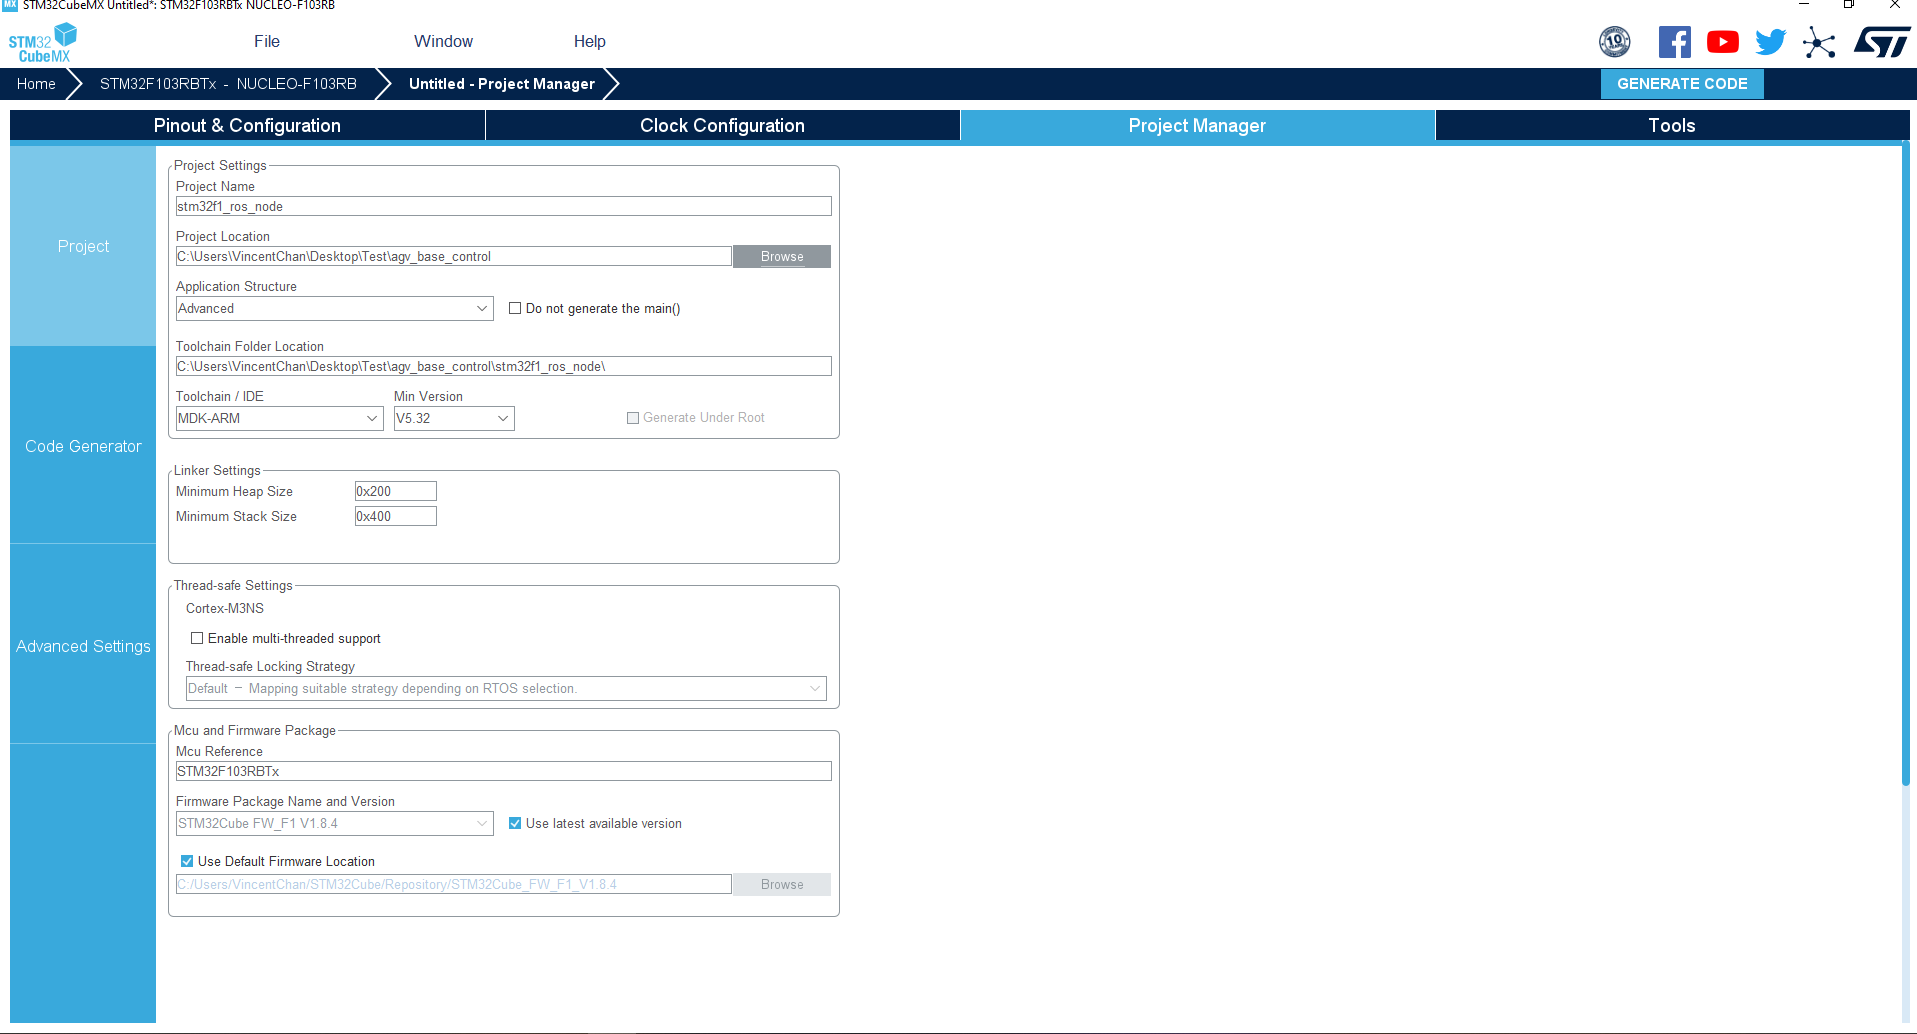 MX STM32CubeMX Untitled*: STM32F103RBTx NUCLEO-F103RB
STM32
CubeMX
File Window Help
10
Home STM32F103RBTx - NUCLEO-F103RB Untitled - Project Manager GENERATE CODE
Pinout & Configuration Clock Configuration Project Manager Tools
Project
Code Generator
Advanced Settings
Project Settings
Project Name
stm32f1_ros_node
Project Location
C:\Users\VincentChan\Desktop\Test\agv_base_control Browse
Application Structure
Advanced Do not generate the main()
Toolchain Folder Location
C:\Users\VincentChan\Desktop\Test\agv_base_control\stm32f1_ros_node\
Toolchain / IDE Min Version
MDK-ARM V5.32 Generate Under Root
Linker Settings
Minimum Heap Size 0x200
Minimum Stack Size 0x400
Thread-safe Settings
Cortex-M3NS
Enable multi-threaded support
Thread-safe Locking Strategy
Default – Mapping suitable strategy depending on RTOS selection.
Mcu and Firmware Package
Mcu Reference
STM32F103RBTx
Firmware Package Name and Version
STM32Cube FW_F1 V1.8.4 Use latest available version
Use Default Firmware Location
C:/Users/VincentChan/STM32Cube/Repository/STM32Cube_FW_F1_V1.8.4 Browse